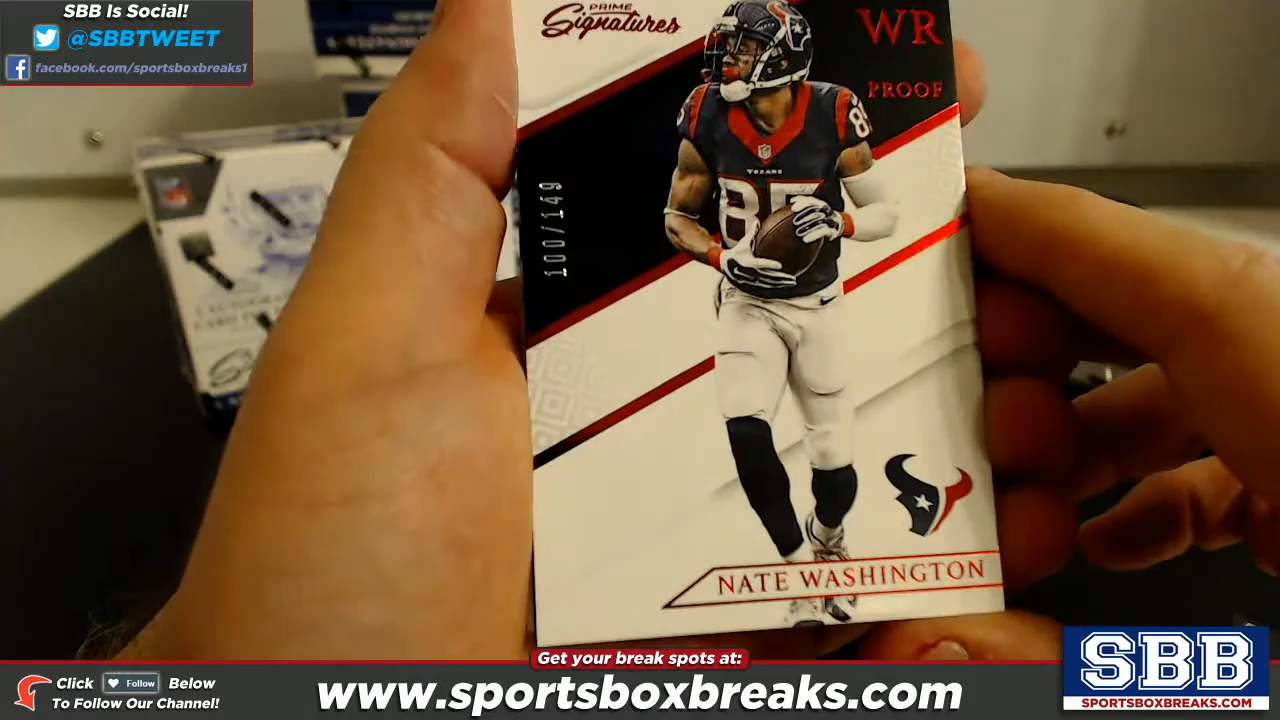 SBB Is Social!
@SBBTWEET
facebook.com/sportsboxbreaks1
PRIME
Signatures
WR
PROOF
100/149
TEXANS
85
NATE WASHINGTON
Get your break spots at:
Click Follow Below
To Follow Our Channel!
www.sportsboxbreaks.com
SBB
SPORTSBOXBREAKS.COM